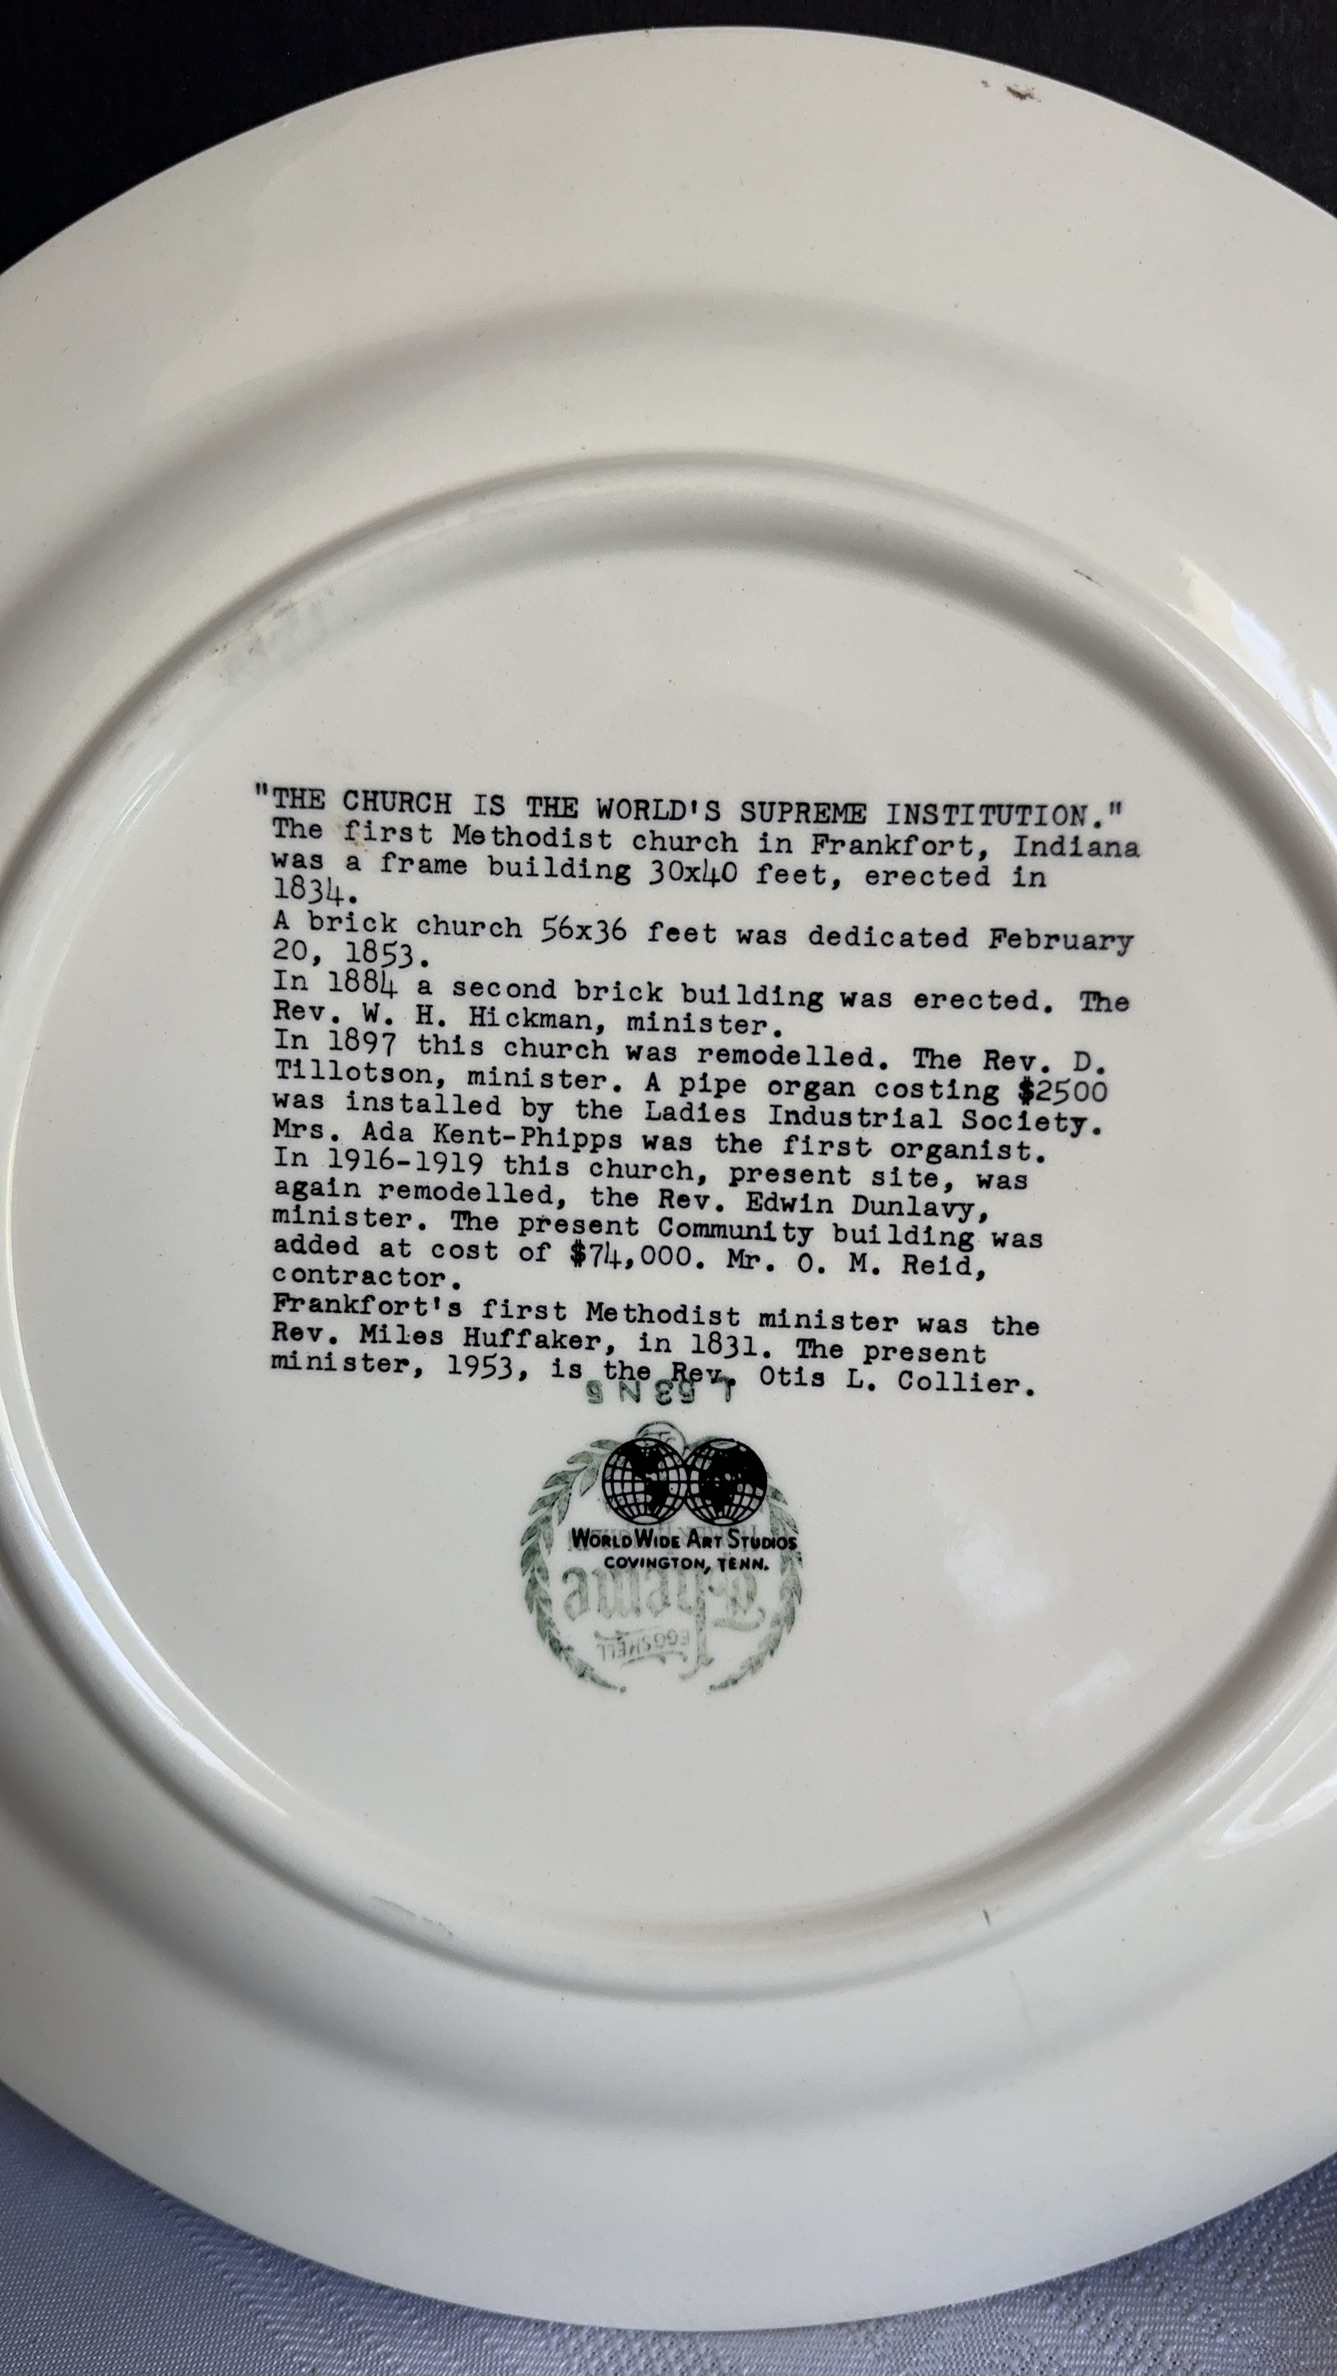 "THE CHURCH IS THE WORLD'S SUPREME INSTITUTION."
The first Methodist church in Frankfort, Indiana
was a frame building 30x40 feet, erected in
1834.
A brick church 56x36 feet was dedicated February
20, 1853.
In 1884 a second brick building was erected. The
Rev. W. H. Hickman, minister.
In 1897 this church was remodelled. The Rev. D.
Tillotson, minister. A pipe organ costing $2500
was installed by the Ladies Industrial Society.
Mrs. Ada Kent-Phipps was the first organist.
In 1916-1919 this church, present site, was
again remodelled, the Rev. Edwin Dunlavy,
minister. The present Community building was
added at cost of $74,000. Mr. O. M. Reid,
contractor.
Frankfort's first Methodist minister was the
Rev. Miles Huffaker, in 1831. The present
minister, 1953, is the Rev. Otis L. Collier.
WORLD WIDE ART STUDIOS
COVINGTON, TENN.
EGGSHELL